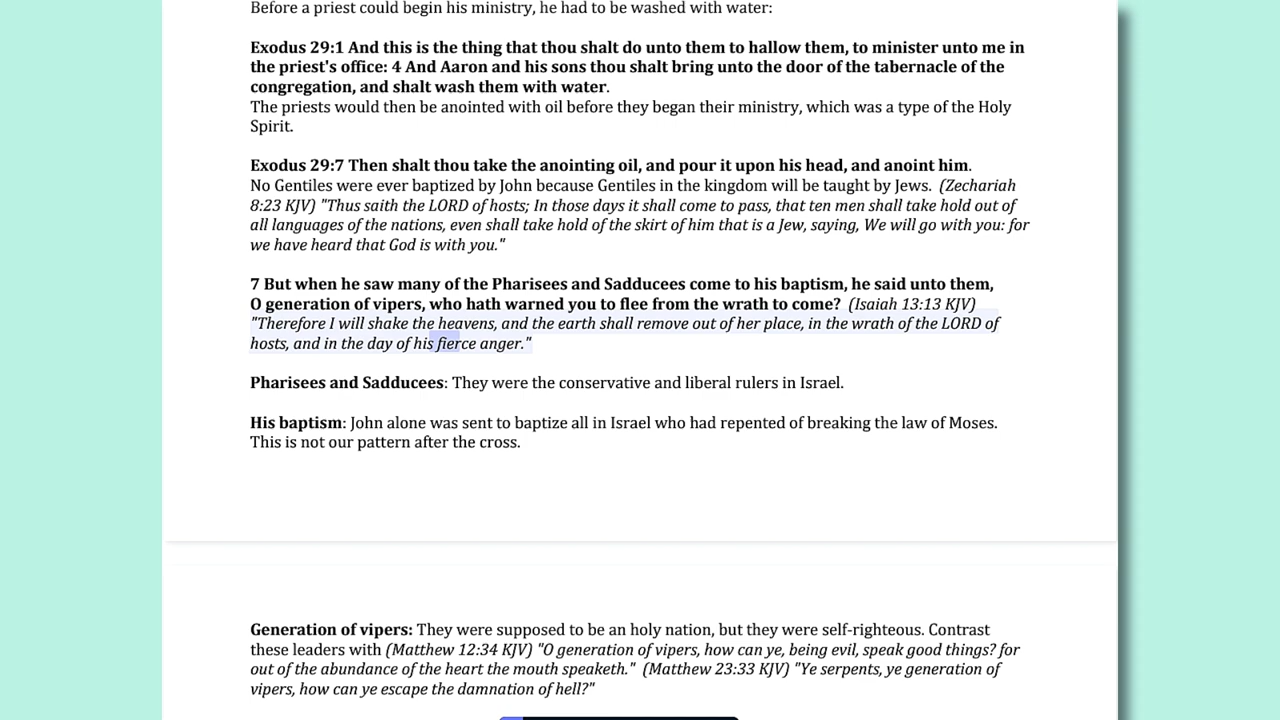 Before a priest could begin his ministry, he had to be washed with water:
Exodus 29:1 And this is the thing that thou shalt do unto them to hallow them, to minister unto me in
the priest's office: 4 And Aaron and his sons thou shalt bring unto the door of the tabernacle of the
congregation, and shalt wash them with water.
The priests would then be anointed with oil before they began their ministry, which was a type of the Holy
Spirit.
Exodus 29:7 Then shalt thou take the anointing oil, and pour it upon his head, and anoint him.
No Gentiles were ever baptized by John because Gentiles in the kingdom will be taught by Jews. (Zechariah
8:23 KJV) "Thus saith the LORD of hosts; In those days it shall come to pass, that ten men shall take hold out of
all languages of the nations, even shall take hold of the skirt of him that is a Jew, saying, We will go with you: for
we have heard that God is with you."
7 But when he saw many of the Pharisees and Sadducees come to his baptism, he said unto them,
O generation of vipers, who hath warned you to flee from the wrath to come? (Isaiah 13:13 KJV)
"Therefore I will shake the heavens, and the earth shall remove out of her place, in the wrath of the LORD of
hosts, and in the day of his fierce anger."
Pharisees and Sadducees: They were the conservative and liberal rulers in Israel.
His baptism: John alone was sent to baptize all in Israel who had repented of breaking the law of Moses.
This is not our pattern after the cross.
Generation of vipers: They were supposed to be an holy nation, but they were self-righteous. Contrast
these leaders with (Matthew 12:34 KJV) "O generation of vipers, how can ye, being evil, speak good things? for
out of the abundance of the heart the mouth speaketh." (Matthew 23:33 KJV) "Ye serpents, ye generation of
vipers, how can ye escape the damnation of hell?"